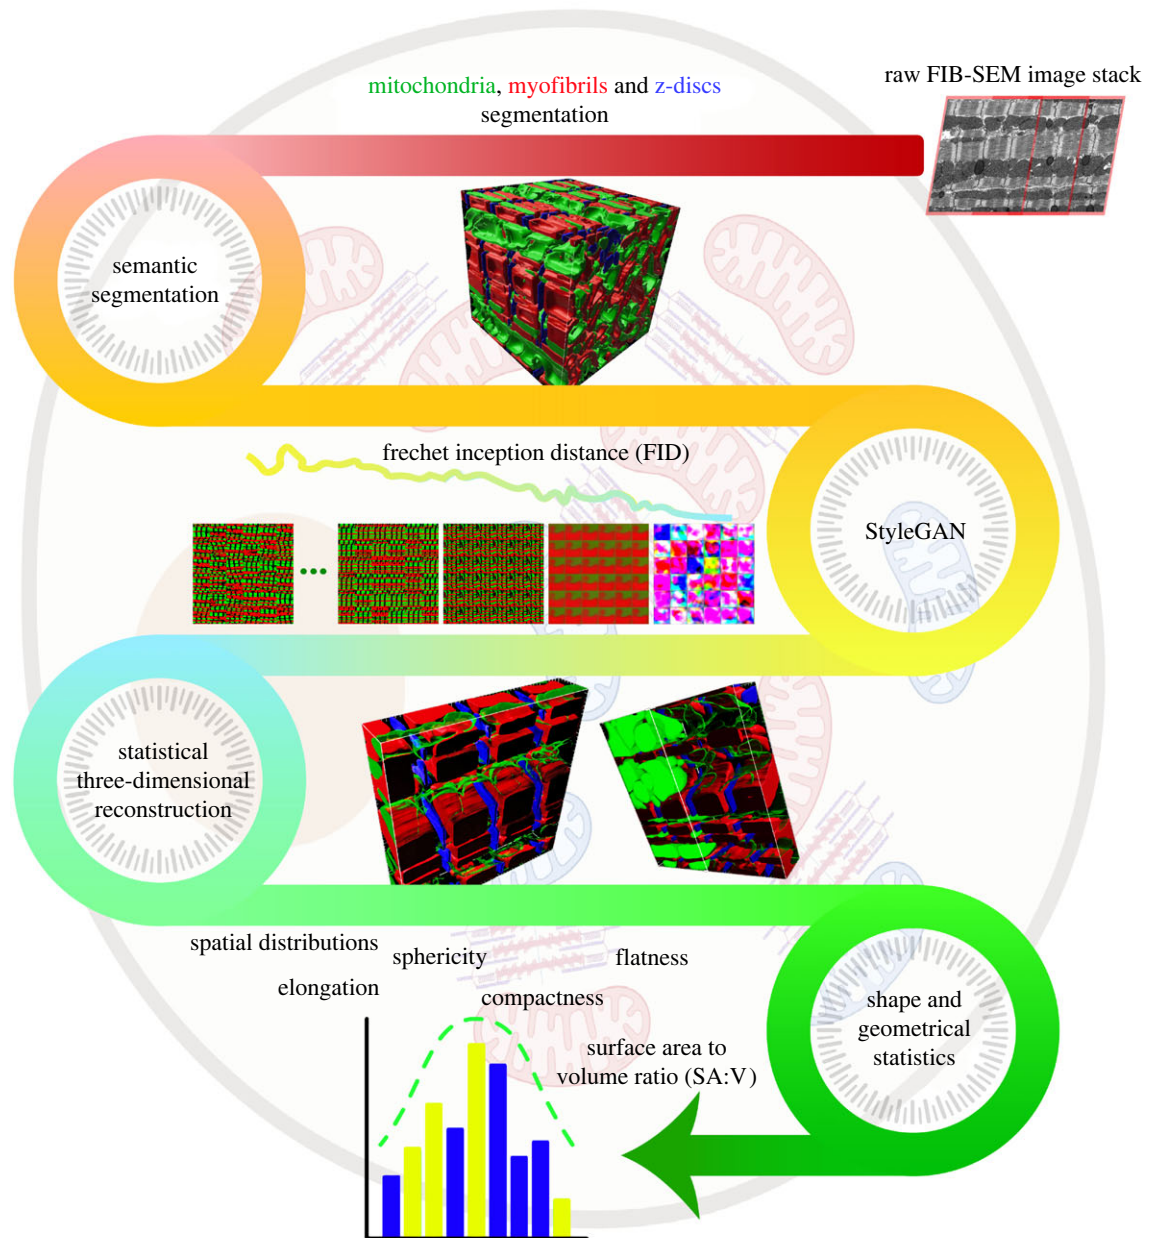 raw FIB-SEM image stack
mitochondria, myofibrils and z-discs
segmentation
semantic
segmentation
frechet inception distance (FID)
StyleGAN
statistical
three-dimensional
reconstruction
spatial distributions
sphericity
flatness
elongation
compactness
shape and
geometrical
statistics
surface area to
volume ratio (SA:V)